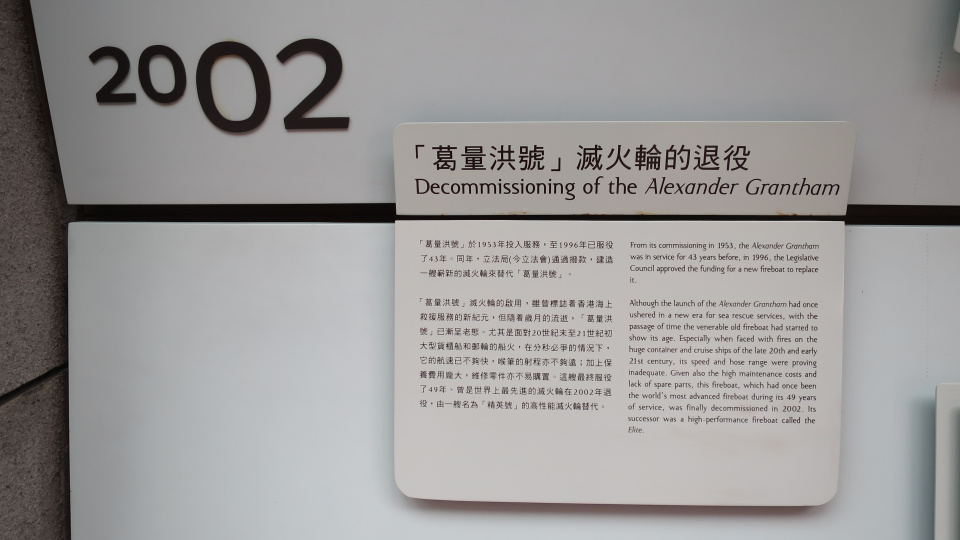 2002
「葛量洪號」滅火輪的退役
Decommissioning of the Alexander Grantham
「葛量洪號」於1953年投入服務，至1996年已服役
了43年。同年，立法局(今立法會)通過撥款，建造
一艘嶄新的滅火輪來替代「葛量洪號」。
「葛量洪號」滅火輪的啟用，雖曾標誌着香港海上
救援服務的新紀元，但隨着歲月的流逝，「葛量洪
號」已漸呈老態。尤其是面對20世紀末至21世紀初
大型貨櫃船和郵輪的船火，在分秒必爭的情況下，
它的航速已不夠快，喉筆的射程亦不夠遠；加上保
養費用龐大，維修零件亦不易購置。這艘最終服役
了49年、曾是世界上最先進的滅火輪在2002年退
役，由一艘名為「精英號」的高性能滅火輪替代。
From its commissioning in 1953, the Alexander Grantham
was in service for 43 years before, in 1996, the Legislative
Council approved the funding for a new fireboat to replace
it.
Although the launch of the Alexander Grantham had once
ushered in a new era for sea rescue services, with the
passage of time the venerable old fireboat had started to
show its age. Especially when faced with fires on the
huge container and cruise ships of the late 20th and early
21st century, its speed and hose range were proving
inadequate. Given also the high maintenance costs and
lack of spare parts, this fireboat, which had once been
the world's most advanced fireboat during its 49 years
of service, was finally decommissioned in 2002. Its
successor was a high-performance fireboat called the
Elite.